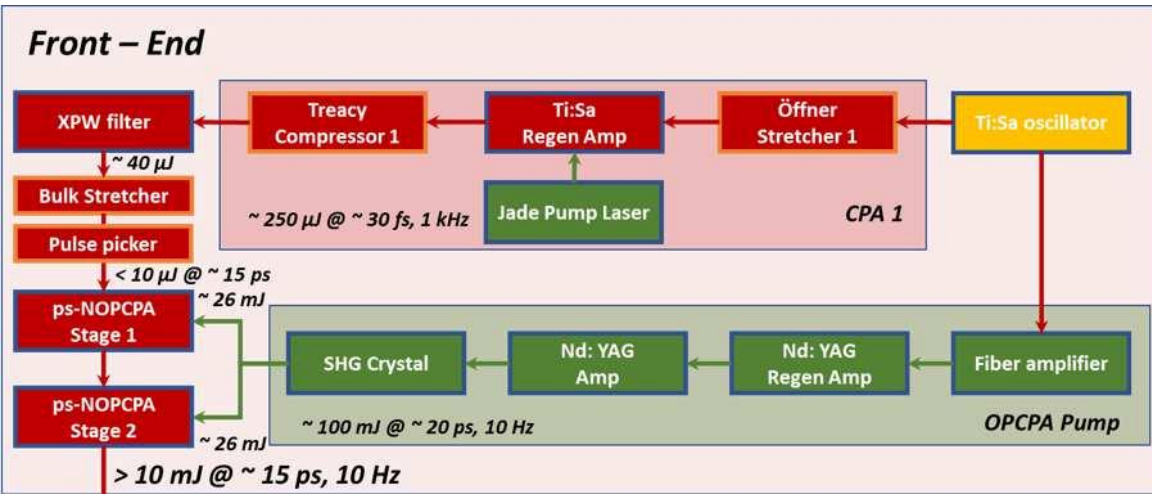 Front – End
XPW filter
Treacy
Compressor 1
Ti:Sa
Regen Amp
Öffner
Stretcher 1
Ti:Sa oscillator
~ 40 µJ
Bulk Stretcher
Jade Pump Laser
~ 250 µJ @ ~ 30 fs, 1 kHz
CPA 1
Pulse picker
< 10 µJ @ ~ 15 ps
~ 26 mJ
ps-NOPCPA
Stage 1
SHG Crystal
Nd: YAG
Amp
Nd: YAG
Regen Amp
Fiber amplifier
ps-NOPCPA
Stage 2
~ 100 mJ @ ~ 20 ps, 10 Hz
OPCPA Pump
~ 26 mJ
> 10 mJ @ ~ 15 ps, 10 Hz